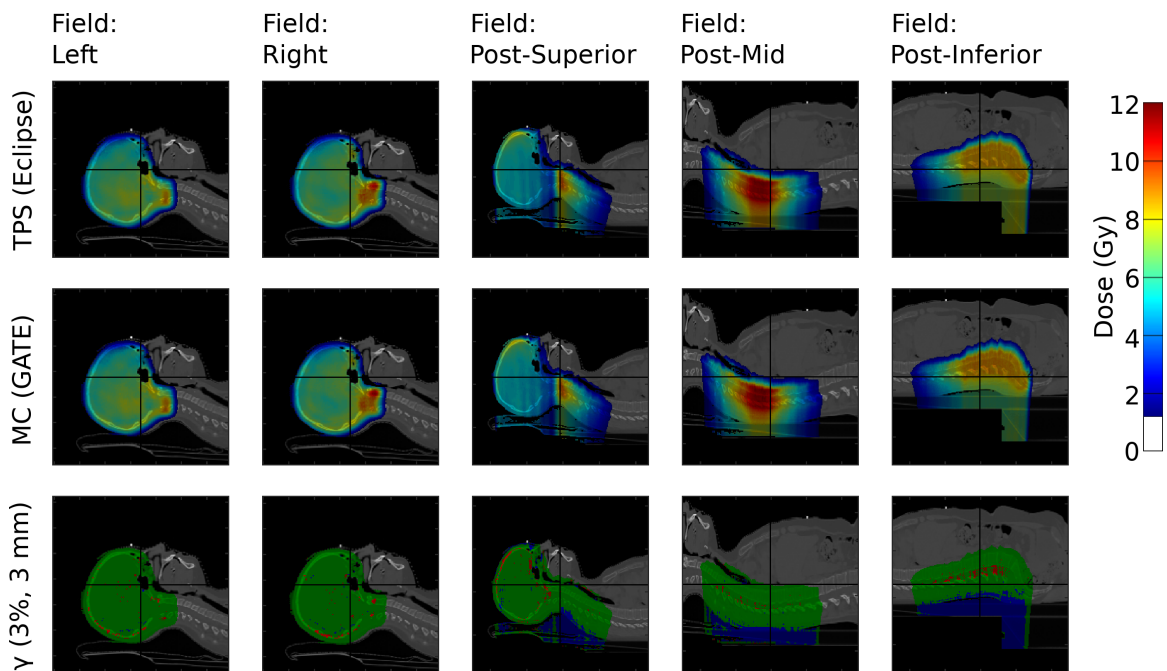 Field:
Left
Field:
Right
Field:
Post-Superior
Field:
Post-Mid
Field:
Post-Inferior
TPS (Eclipse)
MC (GATE)
γ (3%, 3 mm)
12
10
8
6
4
2
0
Dose (Gy)